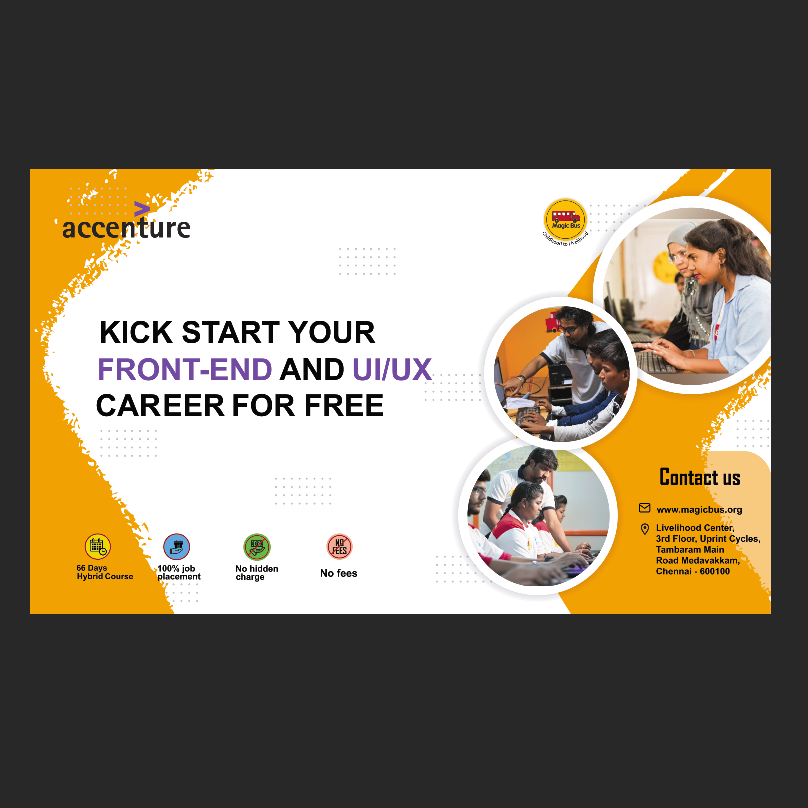 accenture
Magic Bus
KICK START YOUR
FRONT-END AND UI/UX
CAREER FOR FREE
66 Days
Hybrid Course
100% job
placement
No hidden
charge
NO
FEES
No fees
Contact us
www.magicbus.org
Livelihood Center,
3rd Floor, Uprint Cycles,
Tambaram Main
Road Medavakkam,
Chennai - 600100